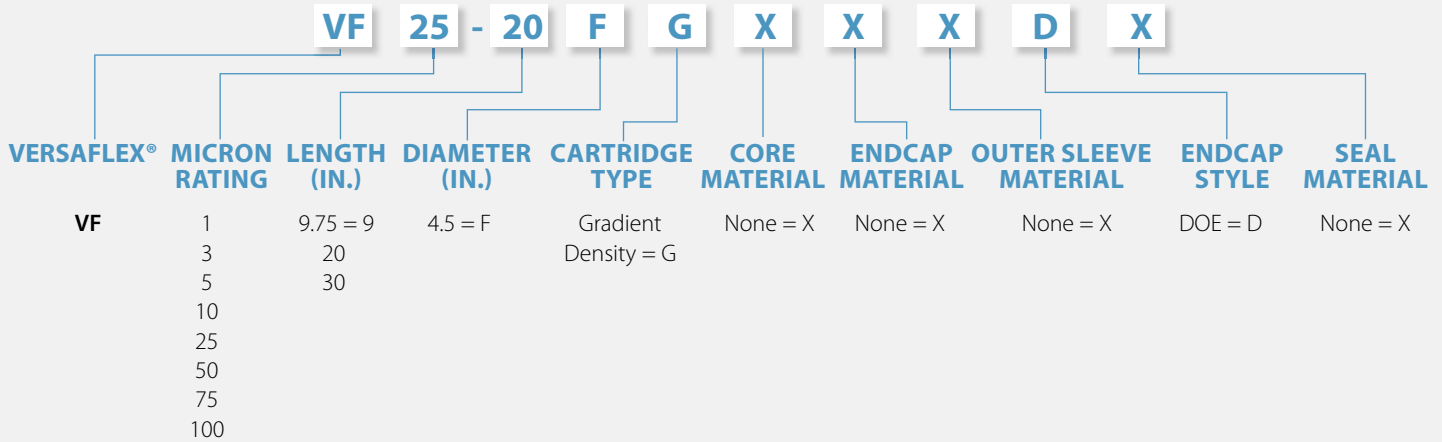 VF 25 - 20 F G X X X D X
VERSAFLEX® MICRON LENGTH DIAMETER CARTRIDGE CORE ENDCAP OUTER SLEEVE ENDCAP SEAL
RATING (IN.) (IN.) TYPE MATERIAL MATERIAL MATERIAL STYLE MATERIAL
VF 1 9.75 = 9 4.5 = F Gradient None = X None = X None = X DOE = D None = X
3 20 Density = G
5 30
10
25
50
75
100